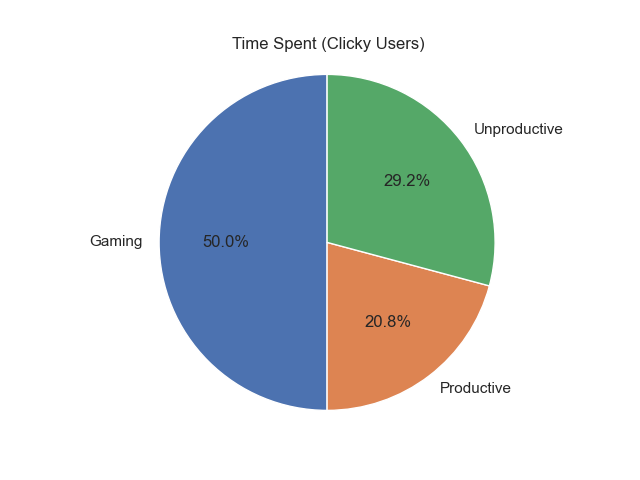 Time Spent (Clicky Users)
Unproductive
29.2%
Gaming
50.0%
20.8%
Productive